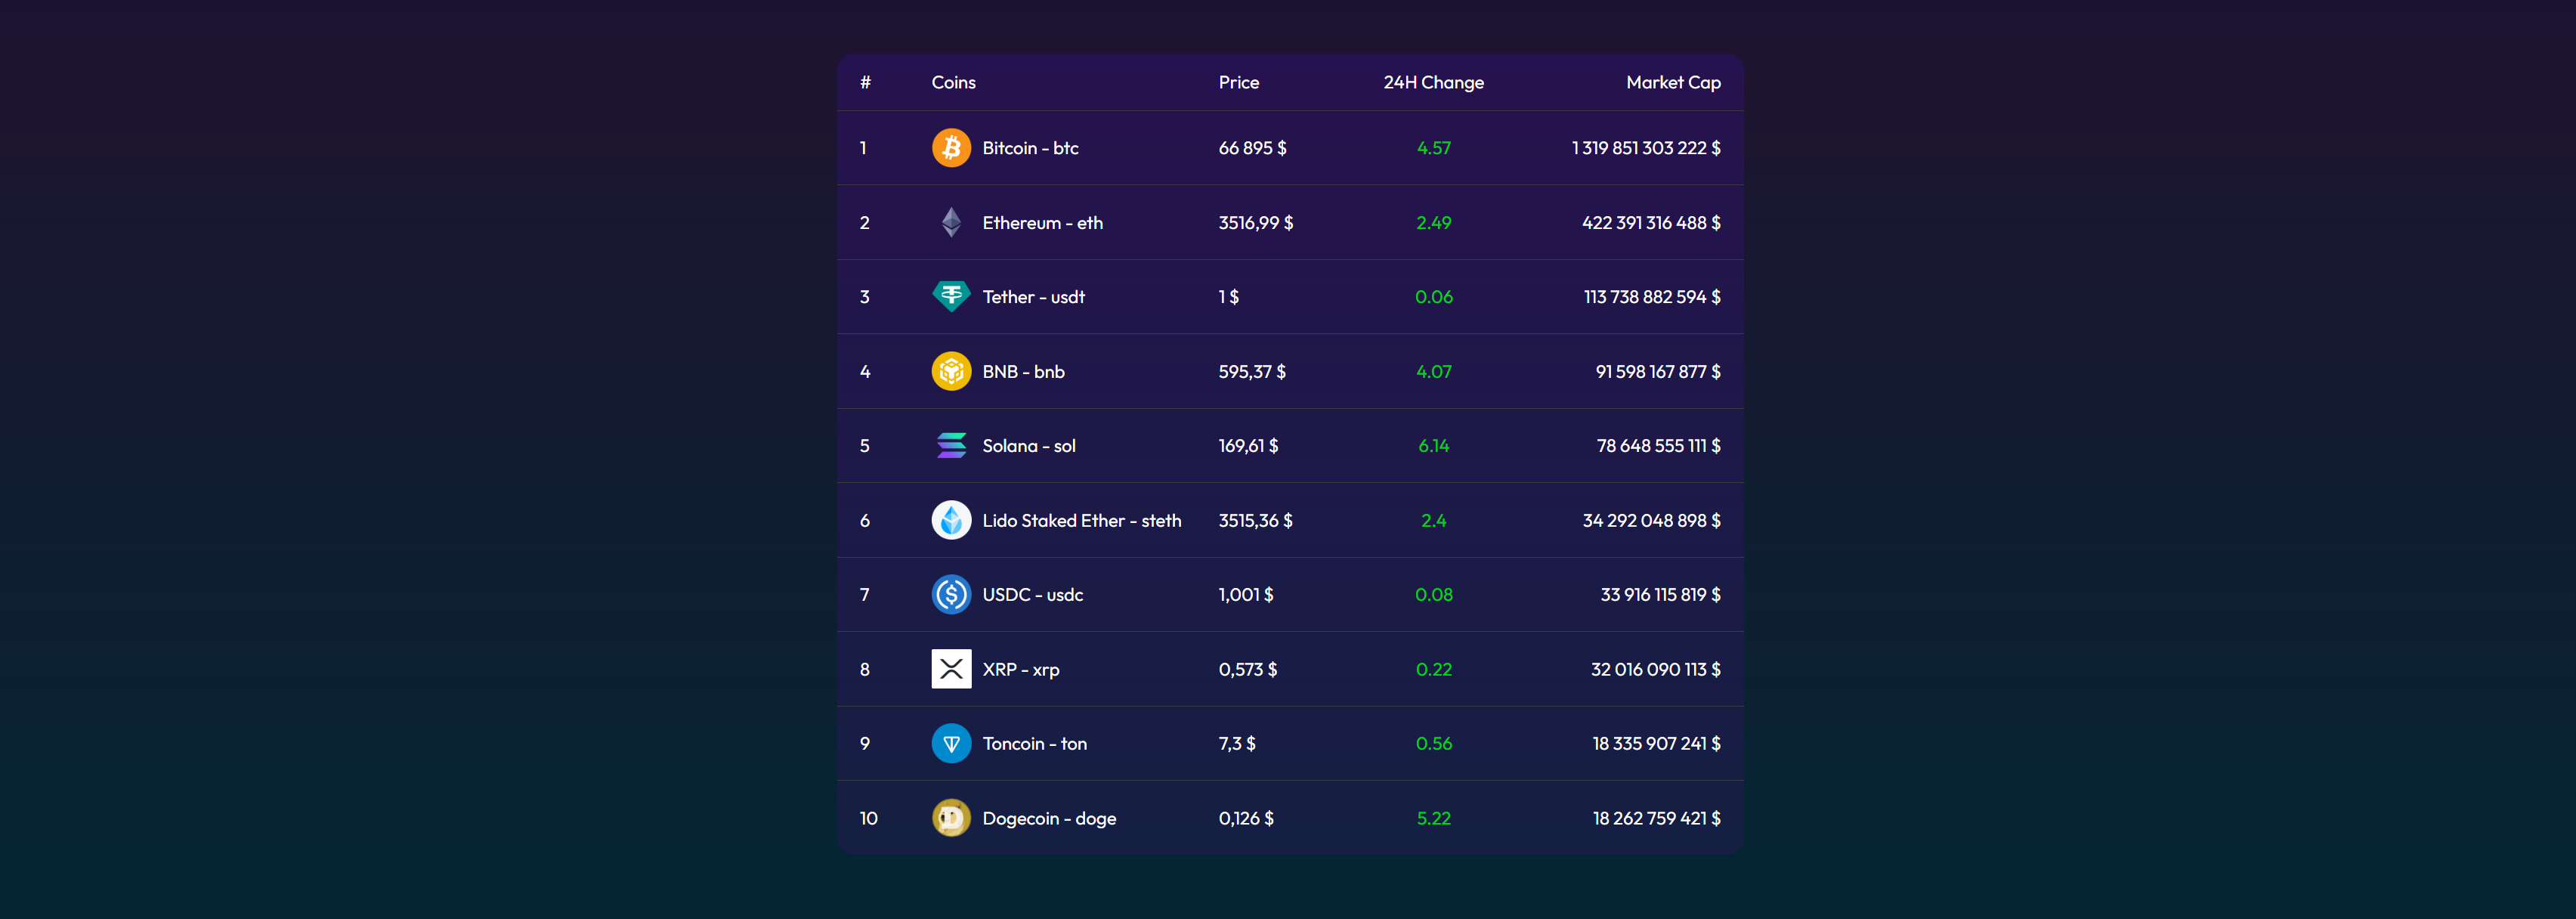 # Coins Price 24H Change Market Cap
1 Bitcoin - btc 66 895 $ 4.57 1 319 851 303 222 $
2 Ethereum - eth 3516,99 $ 2.49 422 391 316 488 $
3 Tether - usdt 1 $ 0.06 113 738 882 594 $
4 BNB - bnb 595,37 $ 4.07 91 598 167 877 $
5 Solana - sol 169,61 $ 6.14 78 648 555 111 $
6 Lido Staked Ether - steth 3515,36 $ 2.4 34 292 048 898 $
7 USDC - usdc 1,001 $ 0.08 33 916 115 819 $
8 XRP - xrp 0,573 $ 0.22 32 016 090 113 $
9 Toncoin - ton 7,3 $ 0.56 18 335 907 241 $
10 Dogecoin - doge 0,126 $ 5.22 18 262 759 421 $